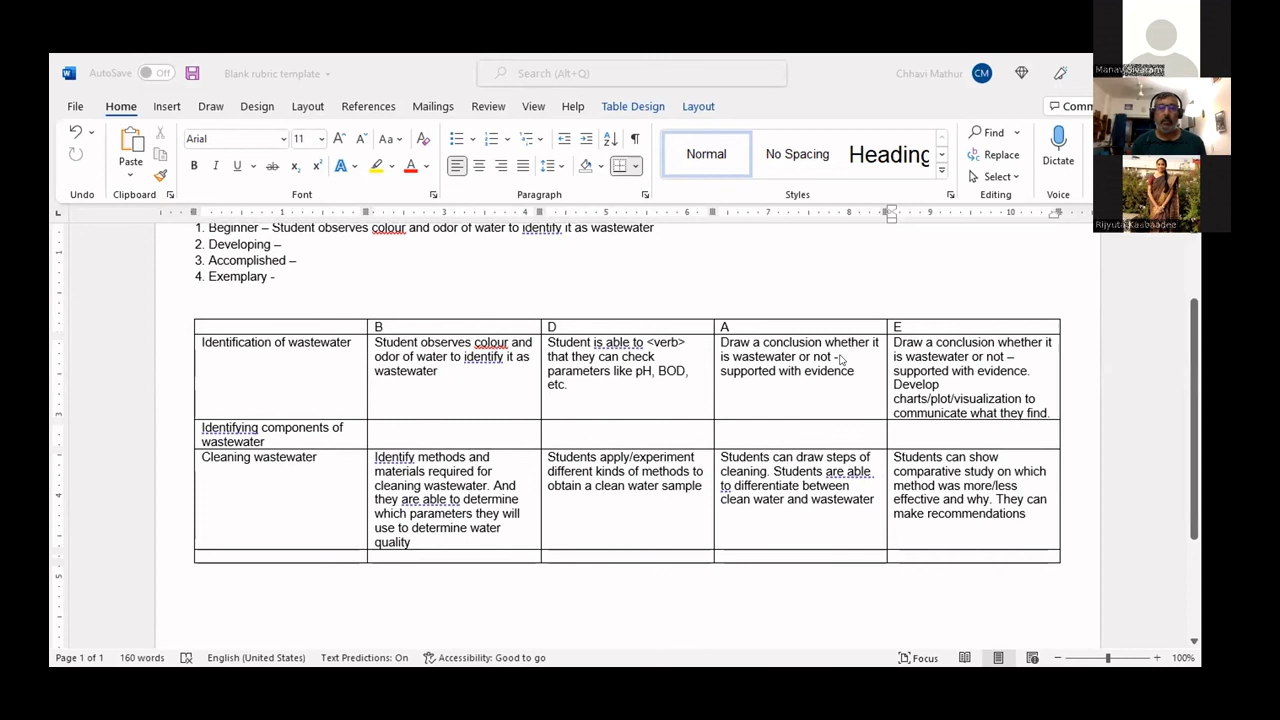 AutoSave Off Blank rubric template Search (Alt+Q) Chhavi Mathur CM
File Home Insert Draw Design Layout References Mailings Review View Help Table Design Layout Comm
Paste Arial 11 Aa Normal No Spacing Heading Find Replace Select Dictate
Undo Clipboard Font Paragraph Styles Editing Voice
Rijyuta
1. Beginner – Student observes colour and odor of water to identify it as wastewater
2. Developing –
3. Accomplished –
4. Exemplary -
B D A E
Identification of wastewater
Student observes colour and
odor of water to identify it as
wastewater
Student is able to <verb>
that they can check
parameters like pH, BOD,
etc.
Draw a conclusion whether it
is wastewater or not -
supported with evidence
Draw a conclusion whether it
is wastewater or not –
supported with evidence.
Develop
charts/plot/visualization to
communicate what they find.
Identifying components of
wastewater
Cleaning wastewater
Identify methods and
materials required for
cleaning wastewater. And
they are able to determine
which parameters they will
use to determine water
quality
Students apply/experiment
different kinds of methods to
obtain a clean water sample
Students can draw steps of
cleaning. Students are able
to differentiate between
clean water and wastewater
Students can show
comparative study on which
method was more/less
effective and why. They can
make recommendations
Page 1 of 1 160 words English (United States) Text Predictions: On Accessibility: Good to go Focus 100%